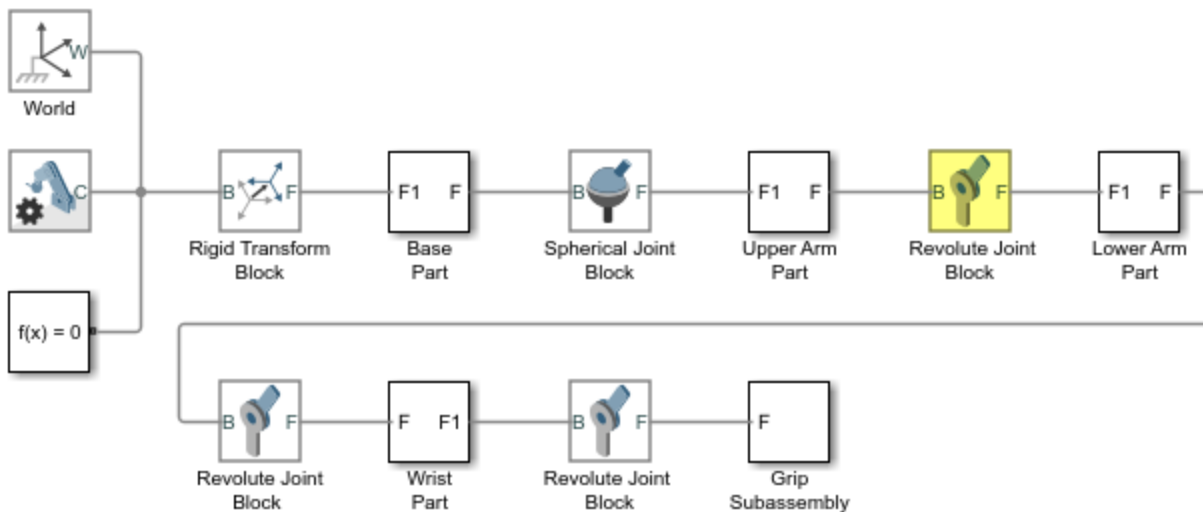 W
World
C
B F
Rigid Transform
Block
F1 F
Base
Part
B F
Spherical Joint
Block
F1 F
Upper Arm
Part
B F
Revolute Joint
Block
F1 F
Lower Arm
Part
f(x) = 0
B F
Revolute Joint
Block
F F1
Wrist
Part
B F
Revolute Joint
Block
F
Grip
Subassembly